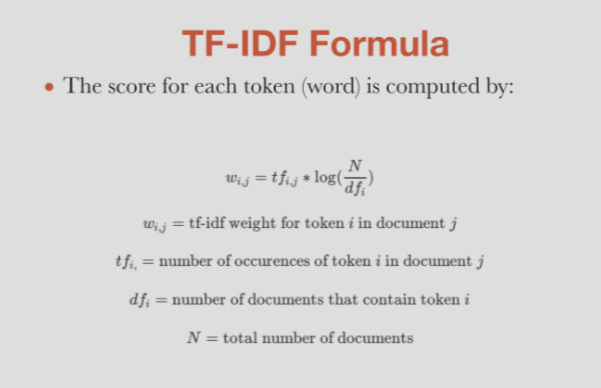 TF-IDF Formula
• The score for each token (word) is computed by:
w_{i,j} = tf_{i,j} * log(\frac{N}{df_i})
w_{i,j} = tf-idf weight for token i in document j
tf_{i,} = number of occurences of token i in document j
df_i = number of documents that contain token i
N = total number of documents